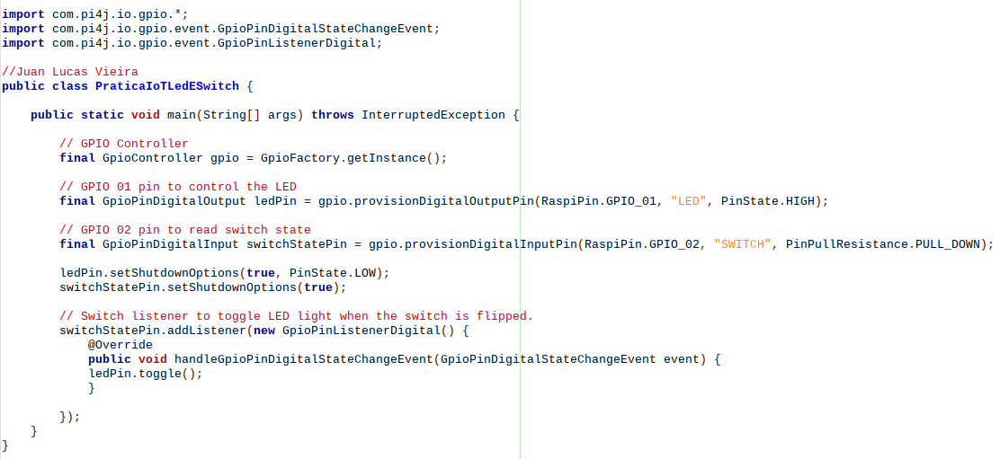 import com.pi4j.io.gpio.*;
import com.pi4j.io.gpio.event.GpioPinDigitalStateChangeEvent;
import com.pi4j.io.gpio.event.GpioPinListenerDigital;

//Juan Lucas Vieira
public class PraticaIoTLedESwitch {

    public static void main(String[] args) throws InterruptedException {

        // GPIO Controller
        final GpioController gpio = GpioFactory.getInstance();

        // GPIO 01 pin to control the LED
        final GpioPinDigitalOutput ledPin = gpio.provisionDigitalOutputPin(RaspiPin.GPIO_01, "LED", PinState.HIGH);

        // GPIO 02 pin to read switch state
        final GpioPinDigitalInput switchStatePin = gpio.provisionDigitalInputPin(RaspiPin.GPIO_02, "SWITCH", PinPullResistance.PULL_DOWN);

        ledPin.setShutdownOptions(true, PinState.LOW);
        switchStatePin.setShutdownOptions(true);

        // Switch listener to toggle LED light when the switch is flipped.
        switchStatePin.addListener(new GpioPinListenerDigital() {
            @Override
            public void handleGpioPinDigitalStateChangeEvent(GpioPinDigitalStateChangeEvent event) {
            ledPin.toggle();
            }

        });
    }
}